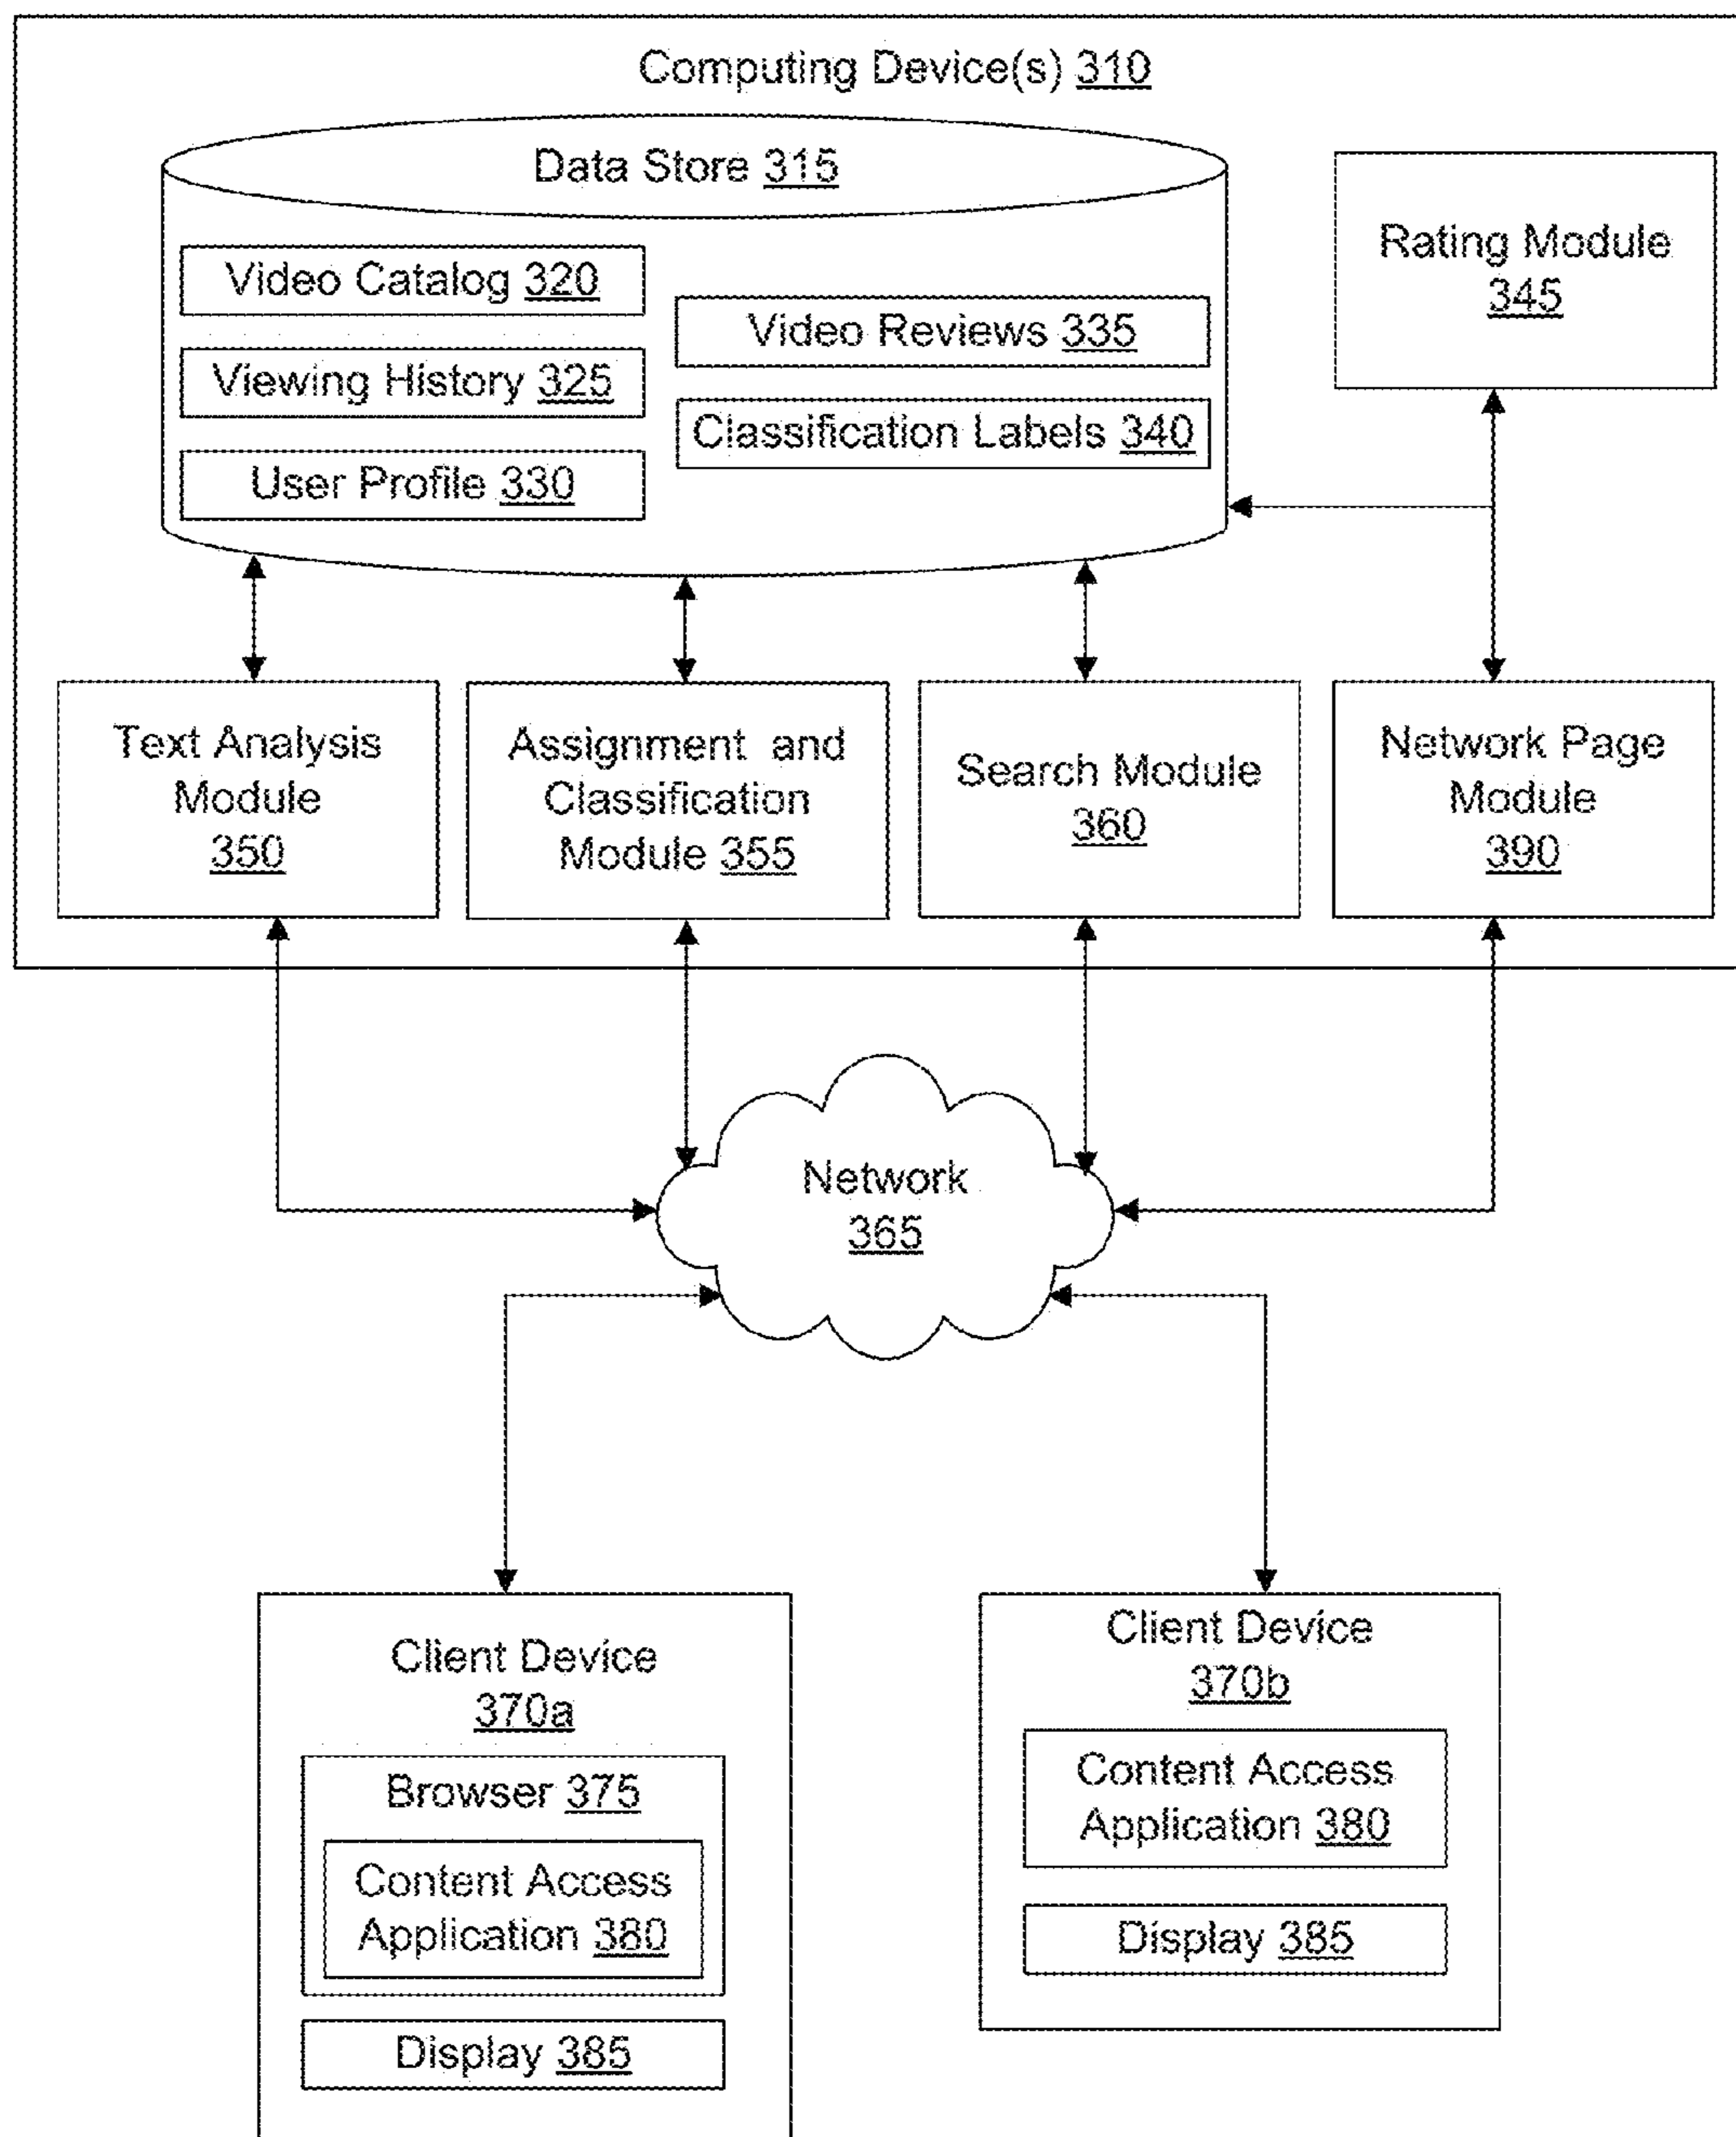 Computing Device(s) 310
Data Store 315
Video Catalog 320
Viewing History 325
User Profile 330
Video Reviews 335
Classification Labels 340
Rating Module
345
Text Analysis
Module
350
Assignment and
Classification
Module 355
Search Module
360
Network Page
Module
390
Network
365
Client Device
370a
Browser 375
Content Access
Application 380
Display 385
Client Device
370b
Content Access
Application 380
Display 385